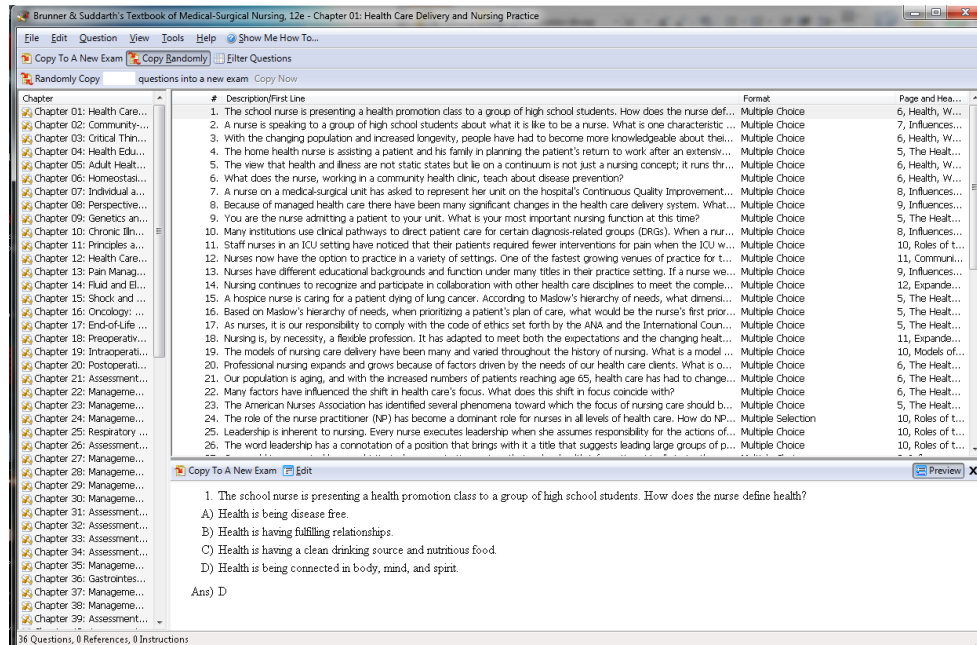 Brunner & Suddarth's Textbook of Medical-Surgical Nursing, 12e - Chapter 01: Health Care Delivery and Nursing Practice
File Edit Question View Tools Help Show Me How To...
Copy To A New Exam Copy Randomly Filter Questions
Randomly Copy questions into a new exam Copy Now
Chapter
Chapter 01: Health Care...
Chapter 02: Community-...
Chapter 03: Critical Thin...
Chapter 04: Health Edu...
Chapter 05: Adult Healt...
Chapter 06: Homeostasi...
Chapter 07: Individual a...
Chapter 08: Perspective...
Chapter 09: Genetics an...
Chapter 10: Chronic Illn...
Chapter 11: Principles a...
Chapter 12: Health Care...
Chapter 13: Pain Manag...
Chapter 14: Fluid and El...
Chapter 15: Shock and ...
Chapter 16: Oncology: ...
Chapter 17: End-of-Life ...
Chapter 18: Preoperativ...
Chapter 19: Intraoperati...
Chapter 20: Postoperati...
Chapter 21: Assessment...
Chapter 22: Manageme...
Chapter 23: Manageme...
Chapter 24: Manageme...
Chapter 25: Respiratory ...
Chapter 26: Assessment...
Chapter 27: Manageme...
Chapter 28: Manageme...
Chapter 29: Manageme...
Chapter 30: Manageme...
Chapter 31: Assessment...
Chapter 32: Assessment...
Chapter 33: Assessment...
Chapter 34: Assessment...
Chapter 35: Manageme...
Chapter 36: Gastrointes...
Chapter 37: Manageme...
Chapter 38: Manageme...
Chapter 39: Assessment...
# Description/First Line Format Page and Hea...
1. The school nurse is presenting a health promotion class to a group of high school students. How does the nurse def... Multiple Choice 6, Health, W...
2. A nurse is speaking to a group of high school students about what it is like to be a nurse. What is one characteristic ... Multiple Choice 7, Influences...
3. With the changing population and increased longevity, people have had to become more knowledgeable about thei... Multiple Choice 6, Health, W...
4. The home health nurse is assisting a patient and his family in planning the patient's return to work after an extensiv... Multiple Choice 5, The Healt...
5. The view that health and illness are not static states but lie on a continuum is not just a nursing concept; it runs thr... Multiple Choice 6, Health, W...
6. What does the nurse, working in a community health clinic, teach about disease prevention? Multiple Choice 6, Health, W...
7. A nurse on a medical-surgical unit has asked to represent her unit on the hospital's Continuous Quality Improvement... Multiple Choice 8, Influences...
8. Because of managed health care there have been many significant changes in the health care delivery system. What... Multiple Choice 9, Influences...
9. You are the nurse admitting a patient to your unit. What is your most important nursing function at this time? Multiple Choice 5, The Healt...
10. Many institutions use clinical pathways to direct patient care for certain diagnosis-related groups (DRGs). When a nur... Multiple Choice 8, Influences...
11. Staff nurses in an ICU setting have noticed that their patients required fewer interventions for pain when the ICU w... Multiple Choice 10, Roles of t...
12. Nurses now have the option to practice in a variety of settings. One of the fastest growing venues of practice for t... Multiple Choice 11, Communi...
13. Nurses have different educational backgrounds and function under many titles in their practice setting. If a nurse we... Multiple Choice 9, Influences...
14. Nursing continues to recognize and participate in collaboration with other health care disciplines to meet the comple... Multiple Choice 12, Expande...
15. A hospice nurse is caring for a patient dying of lung cancer. According to Maslow's hierarchy of needs, what dimensi... Multiple Choice 5, The Healt...
16. Based on Maslow's hierarchy of needs, when prioritizing a patient's plan of care, what would be the nurse's first prior... Multiple Choice 5, The Healt...
17. As nurses, it is our responsibility to comply with the code of ethics set forth by the ANA and the International Coun... Multiple Choice 5, The Healt...
18. Nursing is, by necessity, a flexible profession. It has adapted to meet both the expectations and the changing healt... Multiple Choice 11, Expande...
19. The models of nursing care delivery have been many and varied throughout the history of nursing. What is a model ... Multiple Choice 10, Models of...
20. Professional nursing expands and grows because of factors driven by the needs of our health care clients. What is o... Multiple Choice 6, The Healt...
21. Our population is aging, and with the increased numbers of patients reaching age 65, health care has had to change... Multiple Choice 6, The Healt...
22. Many factors have influenced the shift in health care's focus. What does this shift in focus coincide with? Multiple Choice 6, The Healt...
23. The American Nurses Association has identified several phenomena toward which the focus of nursing care should b... Multiple Choice 5, The Healt...
24. The role of the nurse practitioner (NP) has become a dominant role for nurses in all levels of health care. How do NP... Multiple Selection 10, Roles of t...
25. Leadership is inherent to nursing. Every nurse executes leadership when she assumes responsibility for the actions of... Multiple Choice 10, Roles of t...
26. The word leadership has a connotation of a position that brings with it a title that suggests leading large groups of p... Multiple Choice 10, Roles of t...
Copy To A New Exam Edit Preview X
1. The school nurse is presenting a health promotion class to a group of high school students. How does the nurse define health?
A) Health is being disease free.
B) Health is having fulfilling relationships.
C) Health is having a clean drinking source and nutritious food.
D) Health is being connected in body, mind, and spirit.
Ans) D
36 Questions, 0 References, 0 Instructions